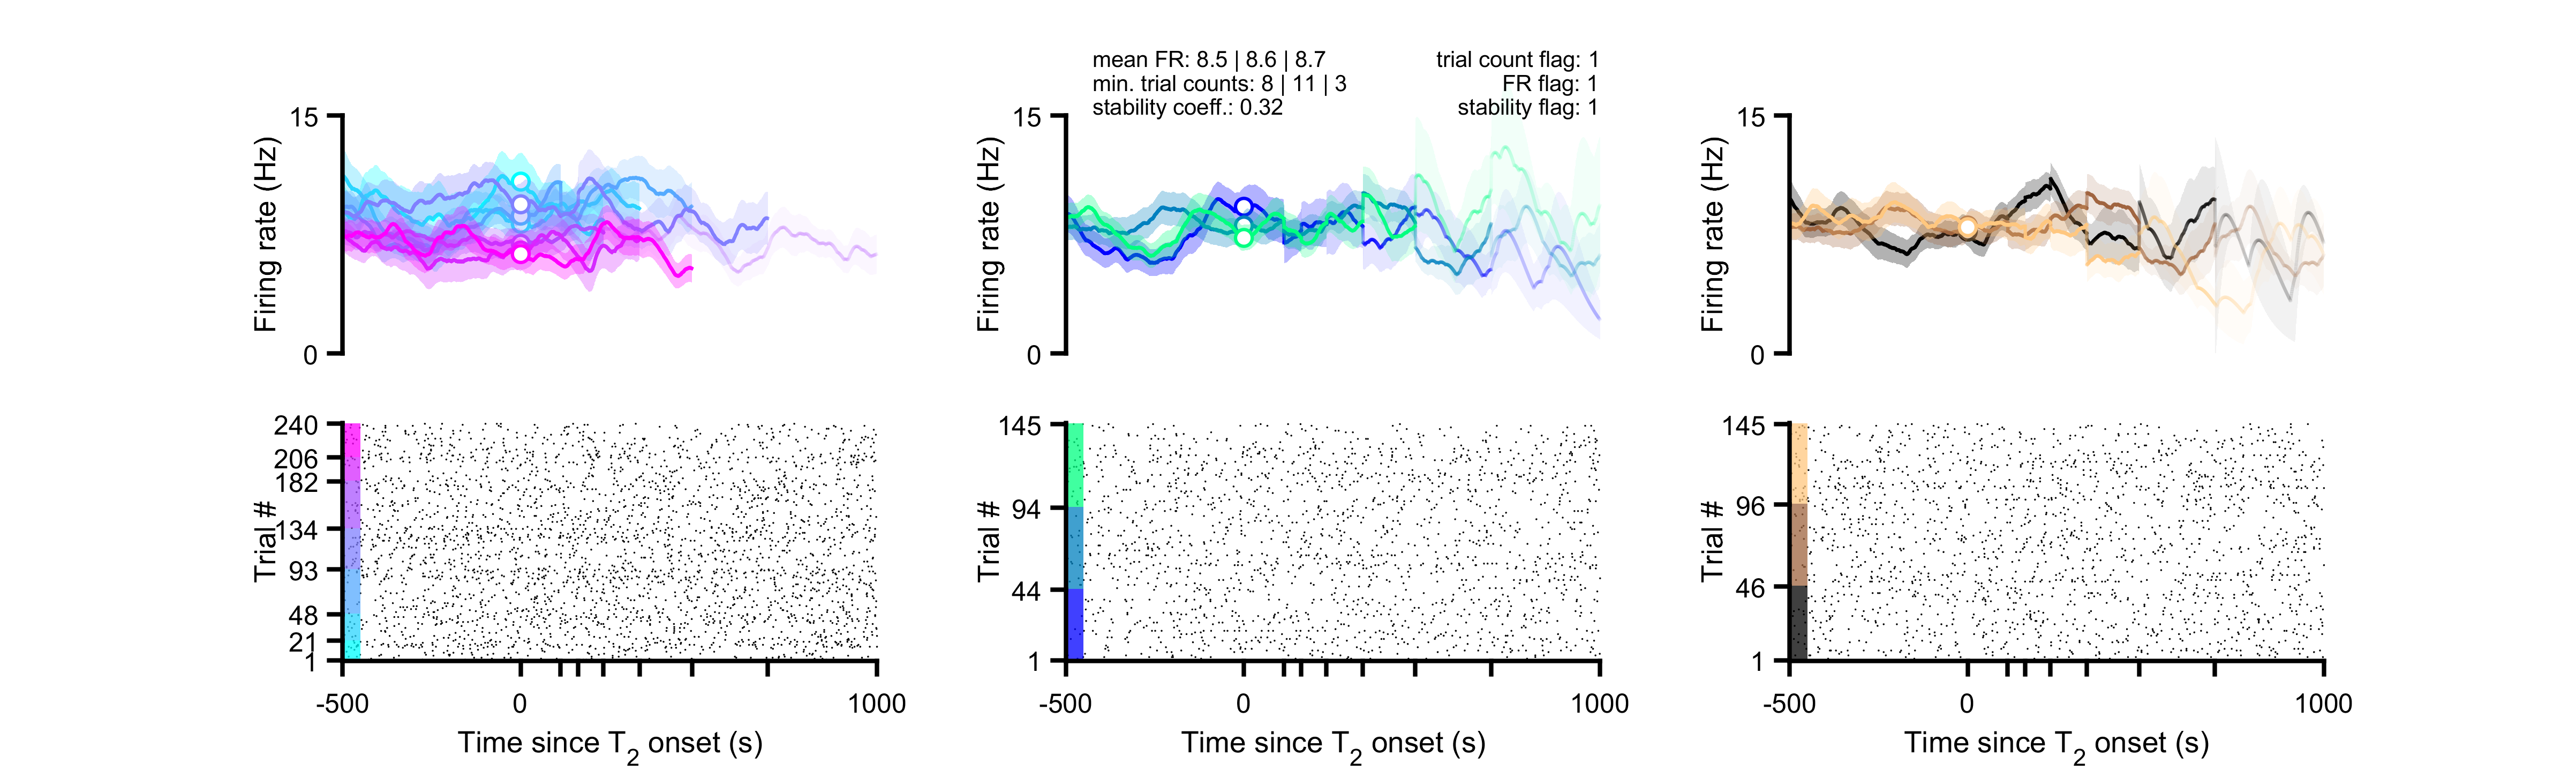 mean FR: 8.5 | 8.6 | 8.7
min. trial counts: 8 | 11 | 3
stability coeff.: 0.32
trial count flag: 1
FR flag: 1
stability flag: 1
15
Firing rate (Hz)
0
15
Firing rate (Hz)
0
15
Firing rate (Hz)
0
240
206
182
134
93
48
21
1
Trial #
-500
0
1000
Time since T2 onset (s)
145
94
44
1
Trial #
-500
0
1000
Time since T2 onset (s)
145
96
46
1
Trial #
-500
0
1000
Time since T2 onset (s)